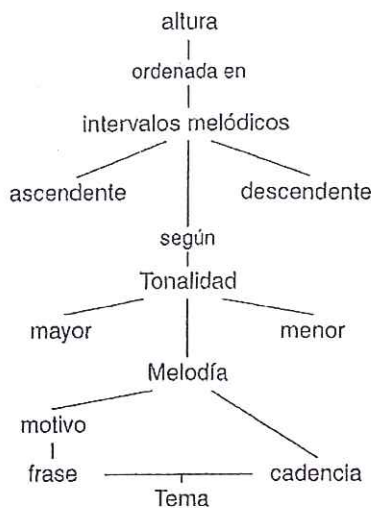 altura
ordenada en
intervalos melódicos
ascendente descendente
según
Tonalidad
mayor menor
Melodía
motivo
frase cadencia
Tema